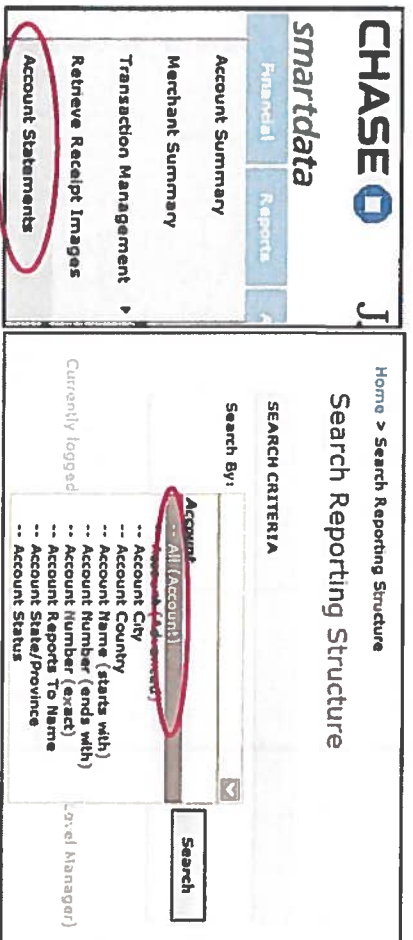 CHASE J.
smartdata
Financial Reports A
Account Summary
Merchant Summary
Transaction Management
Retrieve Receipt Images
Account Statements
Home > Search Reporting Structure
Search Reporting Structure
SEARCH CRITERIA
Search By:
Search
Account
-- All (Account)
-- Account City
-- Account Country
-- Account Name (starts with)
-- Account Number (ends with)
-- Account Number (exact)
-- Account Reports To Name
-- Account State/Province
-- Account Status
Currently logged Level Manager)